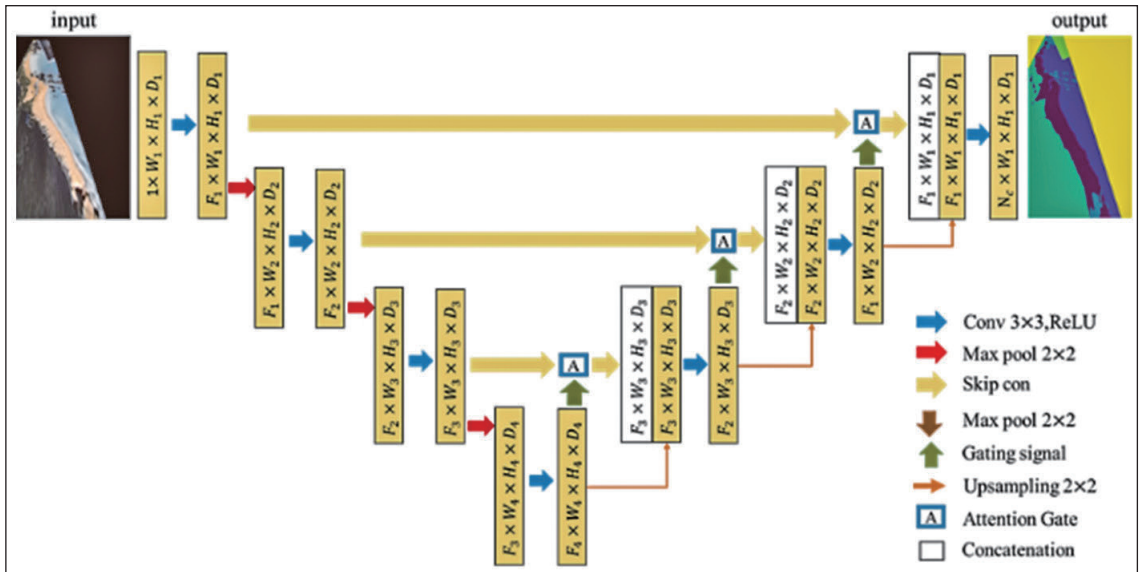 input
output
1 × W₁ × H₁ × D₁
F₁ × W₁ × H₁ × D₁
F₁ × W₂ × H₂ × D₂
F₂ × W₂ × H₂ × D₂
F₂ × W₃ × H₃ × D₃
F₃ × W₃ × H₃ × D₃
F₃ × W₄ × H₄ × D₄
F₄ × W₄ × H₄ × D₄
A
F₃ × W₃ × H₃ × D₃
F₃ × W₃ × H₃ × D₃
F₂ × W₃ × H₃ × D₃
A
F₂ × W₂ × H₂ × D₂
F₂ × W₂ × H₂ × D₂
F₁ × W₂ × H₂ × D₂
A
F₁ × W₁ × H₁ × D₁
F₁ × W₁ × H₁ × D₁
N꜀ × W₁ × H₁ × D₁
Conv 3×3,ReLU
Max pool 2×2
Skip con
Max pool 2×2
Gating signal
Upsampling 2×2
A Attention Gate
Concatenation